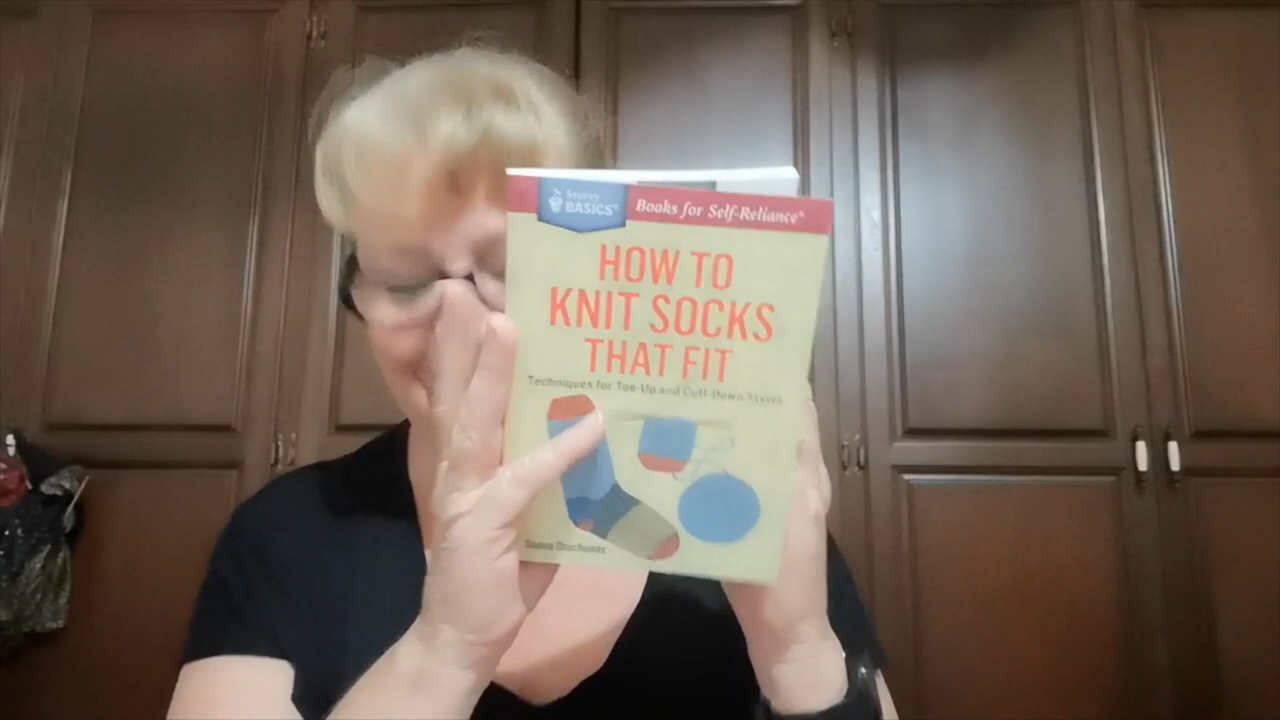 Storey
BASICS®
Books for Self-Reliance®
HOW TO
KNIT SOCKS
THAT FIT
Techniques for Toe-Up and Cuff-Down Styles
Donna Druchunas